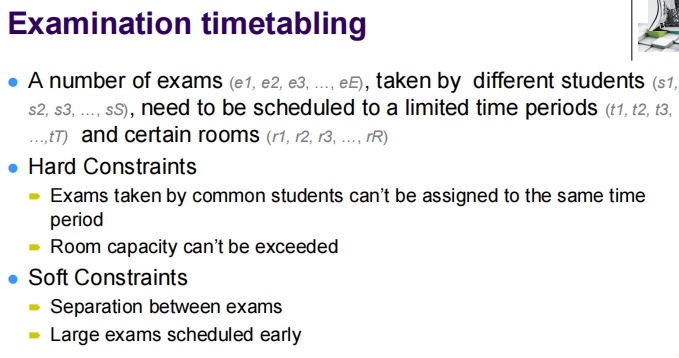 Examination timetabling
A number of exams (e1, e2, e3, …, eE), taken by different students (s1,
s2, s3, …, sS), need to be scheduled to a limited time periods (t1, t2, t3,
…,tT) and certain rooms (r1, r2, r3, …, rR)
Hard Constraints
Exams taken by common students can't be assigned to the same time
period
Room capacity can't be exceeded
Soft Constraints
Separation between exams
Large exams scheduled early